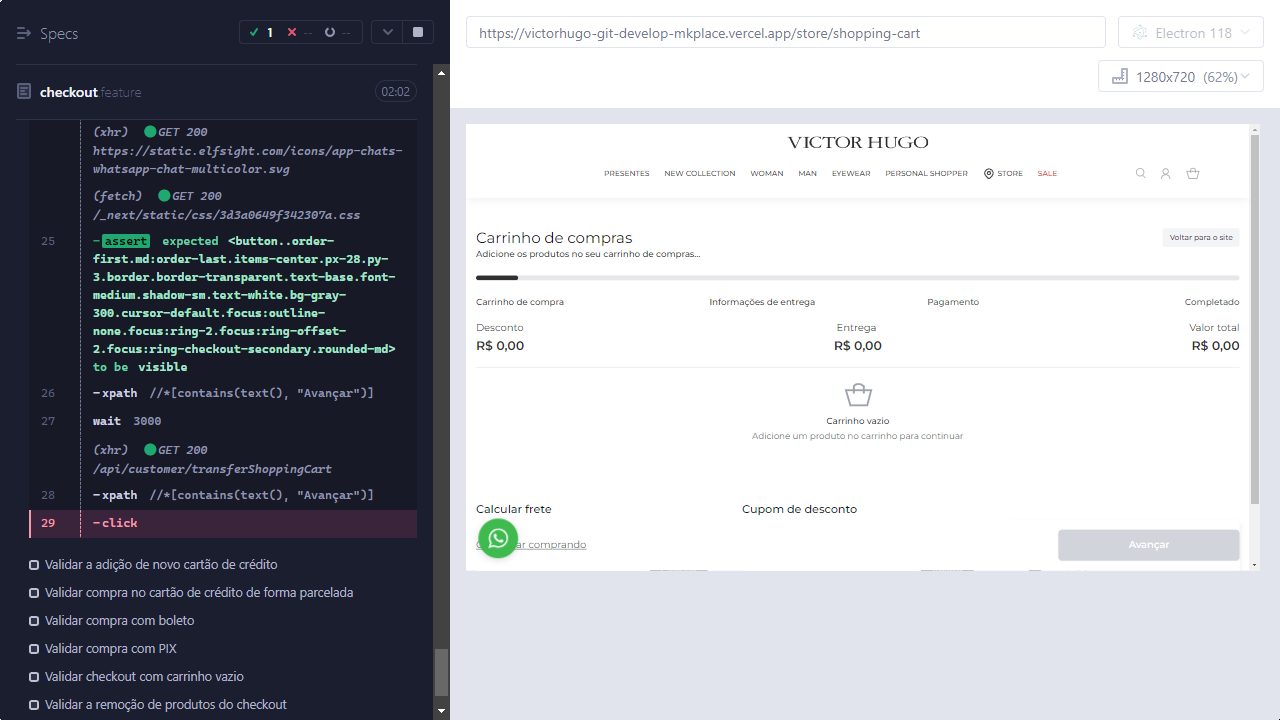 Specs
1
--
--
checkout.feature
02:02
(xhr) GET 200
https://static.elfsight.com/icons/app-chats-
whatsapp-chat-multicolor.svg
(fetch) GET 200
/_next/static/css/3d3a0649f342307a.css
25 -assert expected <button..order-
first.md:order-last.items-center.px-28.py-
3.border.border-transparent.text-base.font-
medium.shadow-sm.text-white.bg-gray-
300.cursor-default.focus:outline-
none.focus:ring-2.focus:ring-offset-
2.focus:ring-checkout-secondary.rounded-md>
to be visible
26 -xpath //*[contains(text(), "Avançar")]
27 wait 3000
(xhr) GET 200
/api/customer/transferShoppingCart
28 -xpath //*[contains(text(), "Avançar")]
29 -click
Validar a adição de novo cartão de crédito
Validar compra no cartão de crédito de forma parcelada
Validar compra com boleto
Validar compra com PIX
Validar checkout com carrinho vazio
Validar a remoção de produtos do checkout
https://victorhugo-git-develop-mkplace.vercel.app/store/shopping-cart
Electron 118
1280x720 (62%)
VICTOR HUGO
PRESENTES NEW COLLECTION WOMAN MAN EYEWEAR PERSONAL SHOPPER STORE SALE
Carrinho de compras
Voltar para o site
Adicione os produtos no seu carrinho de compras...
Carrinho de compra Informações de entrega Pagamento Completado
Desconto Entrega Valor total
R$ 0,00 R$ 0,00 R$ 0,00
Carrinho vazio
Adicione um produto no carrinho para continuar
Calcular frete Cupom de desconto
comprando
Avançar